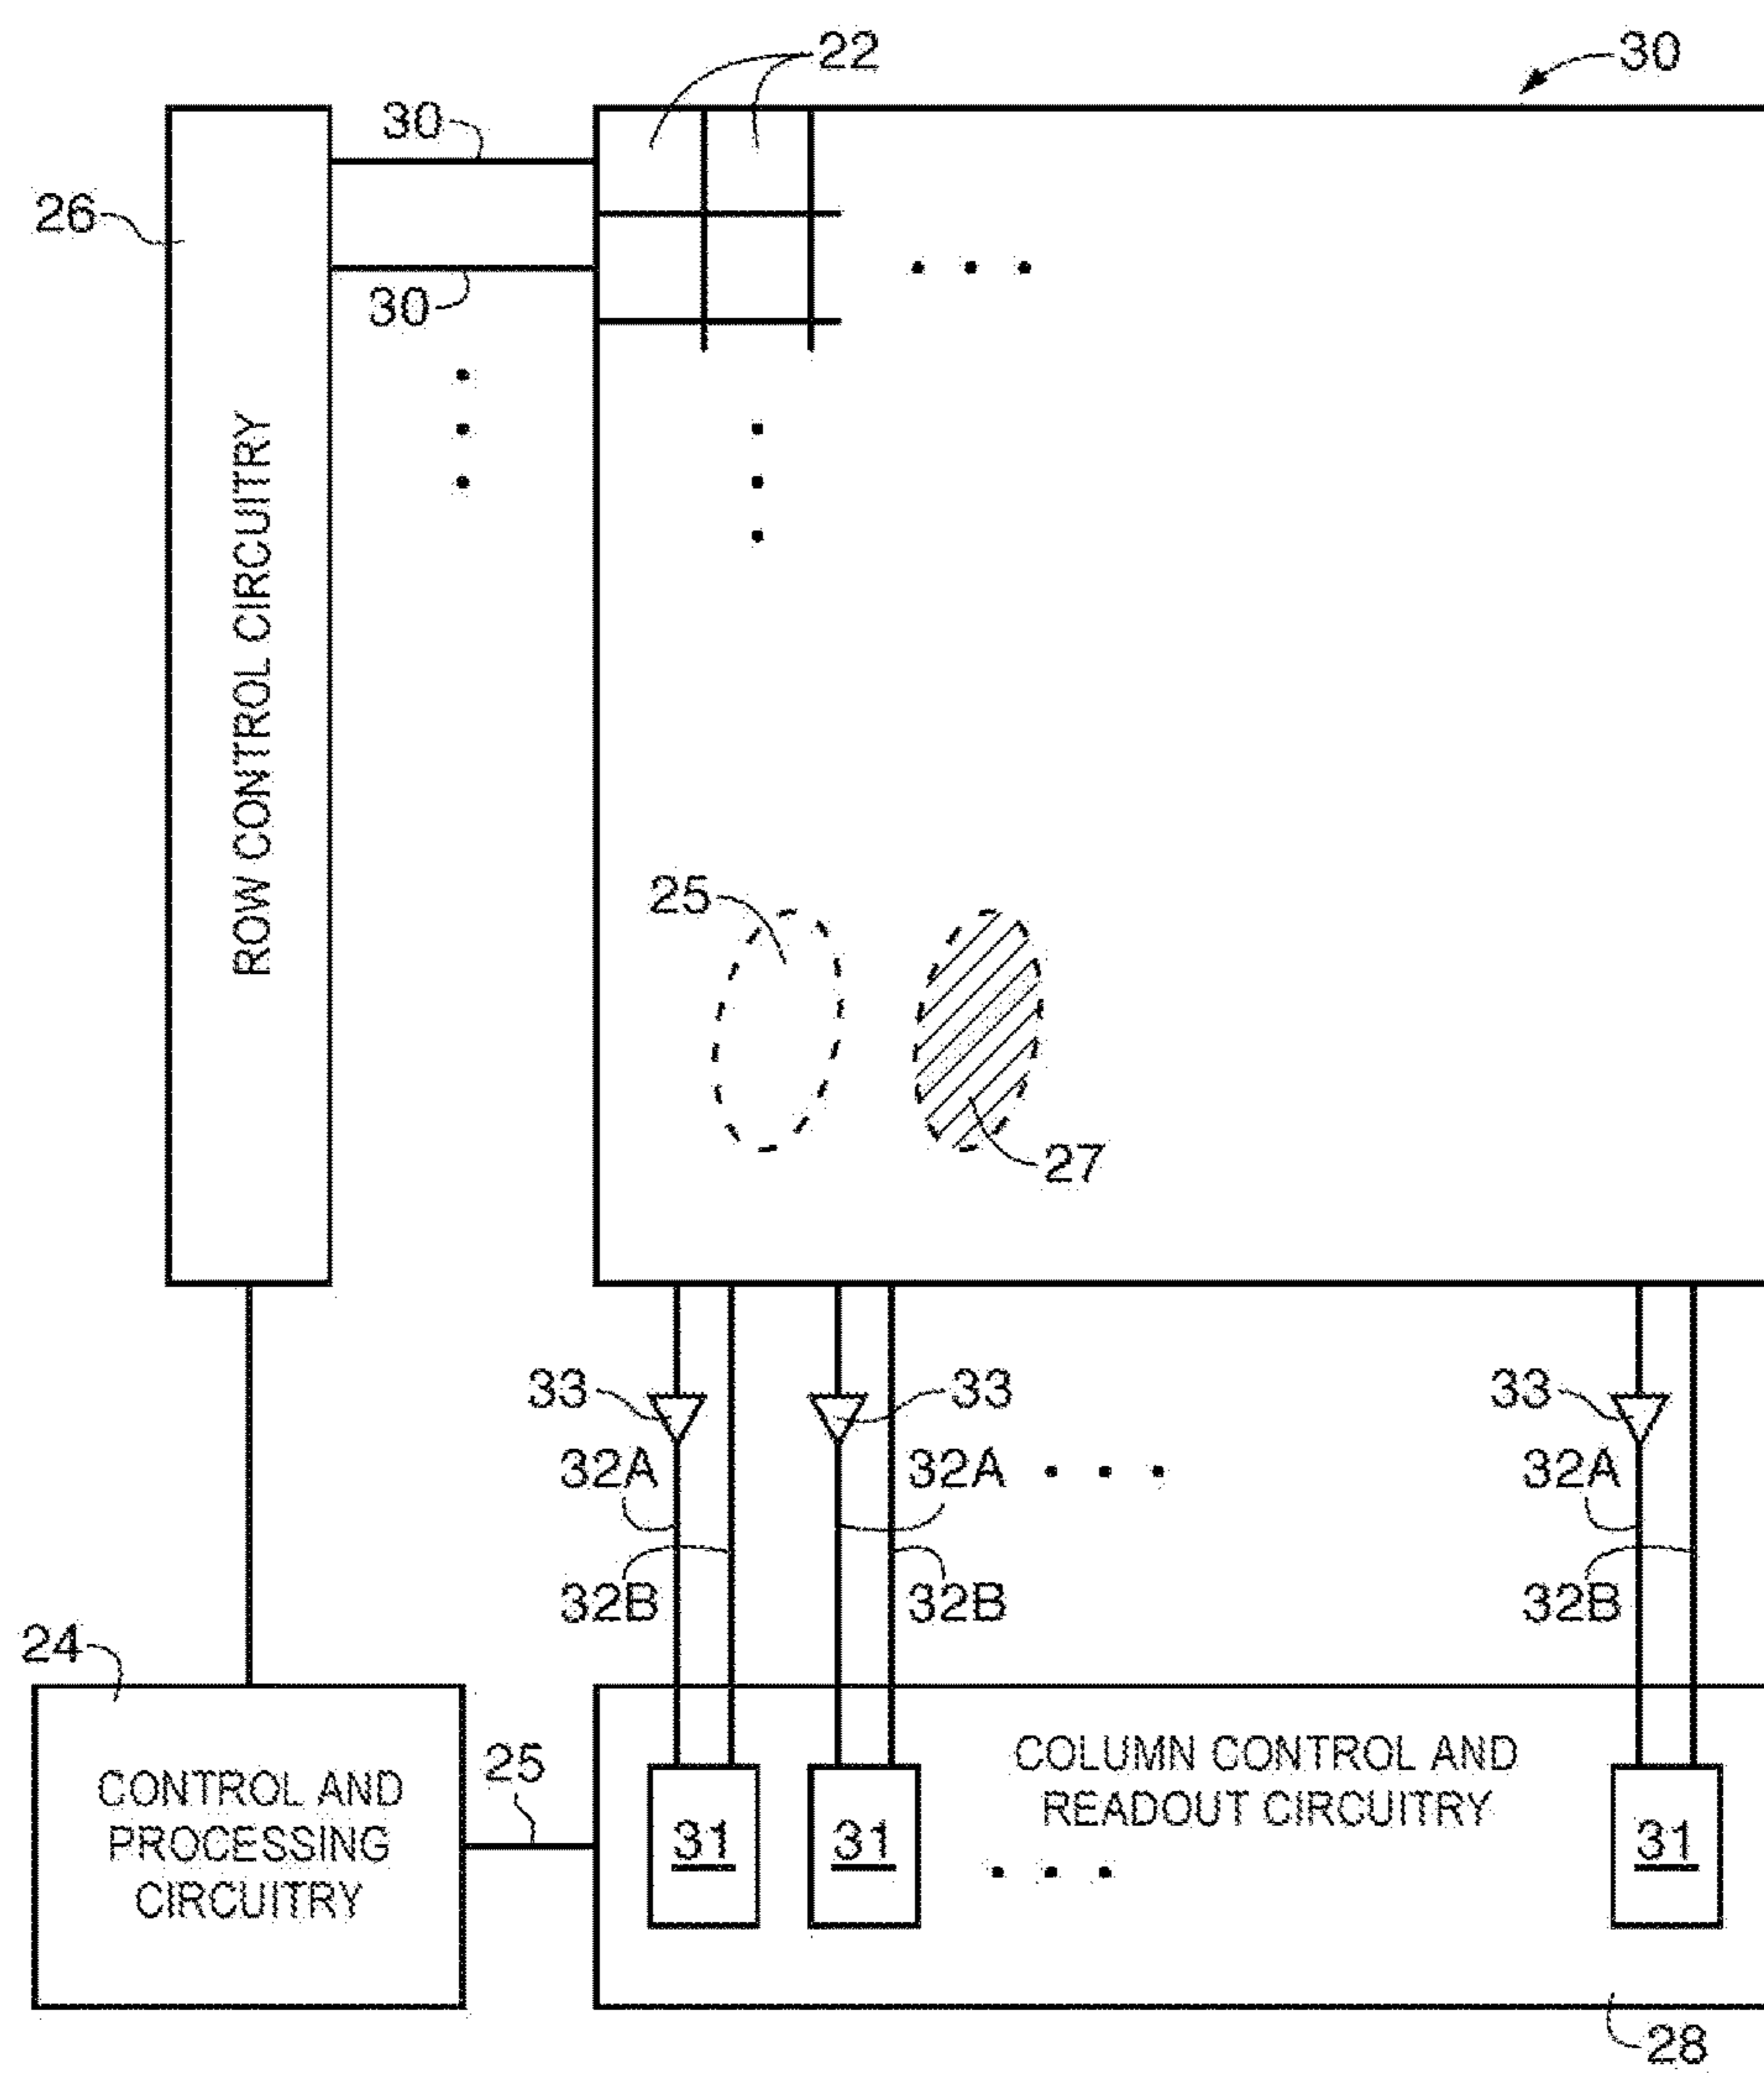 22
30
30
26
30
ROW CONTROL CIRCUITRY
25
27
33
33
33
32A
32A
32A
32B
32B
32B
24
CONTROL AND
PROCESSING
CIRCUITRY
25
COLUMN CONTROL AND
READOUT CIRCUITRY
31
31
31
28